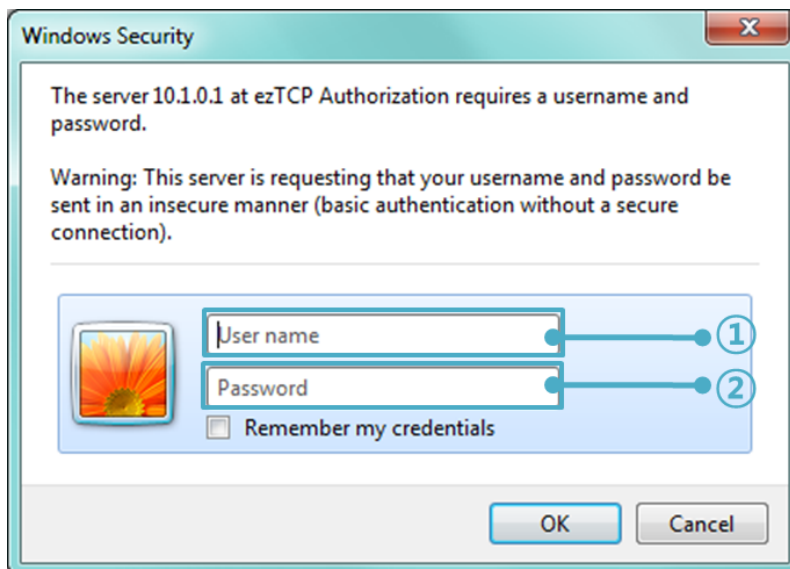 Windows Security
The server 10.1.0.1 at ezTCP Authorization requires a username and
password.
Warning: This server is requesting that your username and password be
sent in an insecure manner (basic authentication without a secure
connection).
User name ①
Password ②
Remember my credentials
OK Cancel